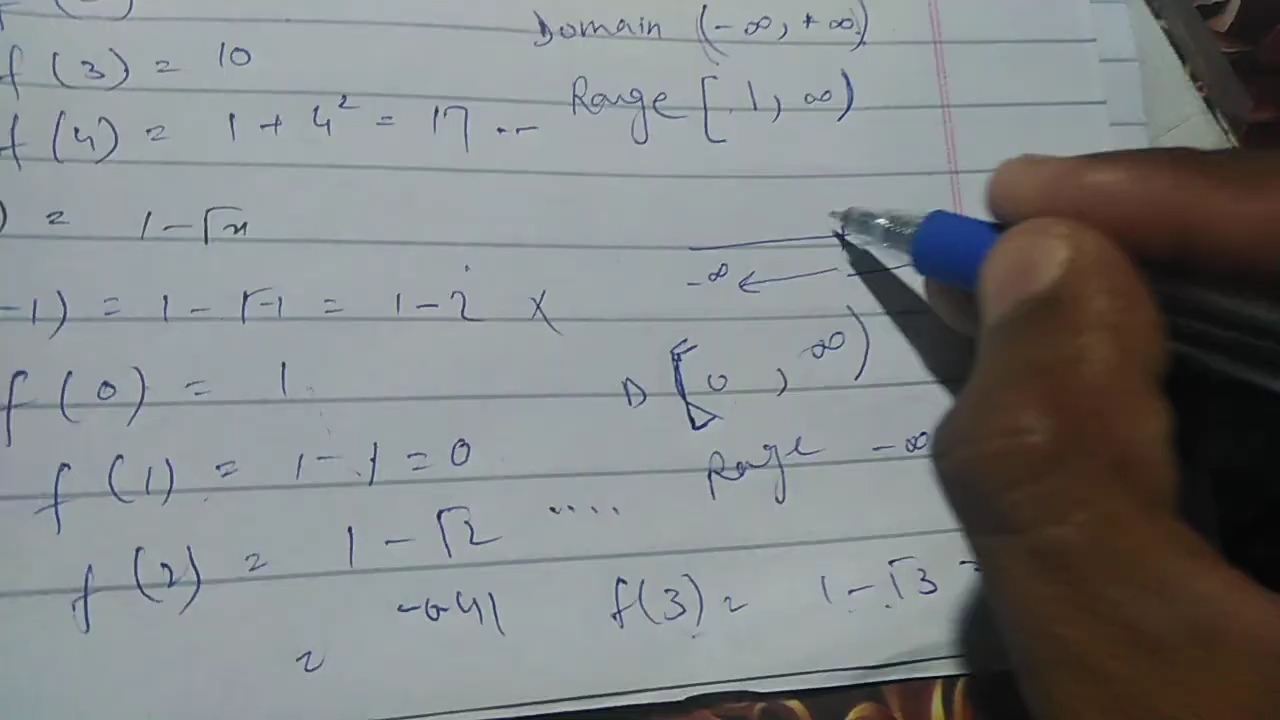 Domain (-∞, +∞)
f (3) = 10
Range [1, ∞)
f (4) = 1 + 4² = 17 ...
) = 1 - √x
-∞ ←
-1) = 1 - √-1 = 1 - i X
D [0, ∞)
f (0) = 1
Range -∞
f (1) = 1 - 1 = 0
f (2) = 1 - √2 ....
-0.41
f(3) = 1 - √3 =
=